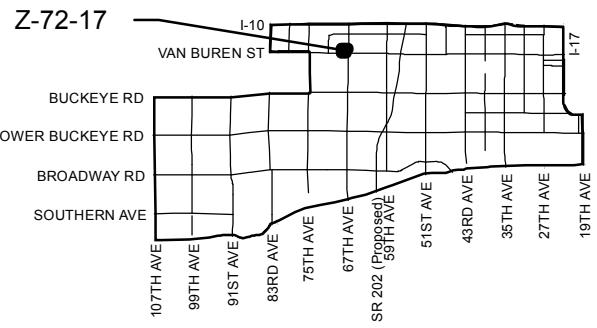 Z-72-17
I-10
I-17
VAN BUREN ST
BUCKEYE RD
OWER BUCKEYE RD
BROADWAY RD
SOUTHERN AVE
107TH AVE
99TH AVE
91ST AVE
83RD AVE
75TH AVE
67TH AVE
SR 202 (Proposed)
59TH AVE
51ST AVE
43RD AVE
35TH AVE
27TH AVE
19TH AVE